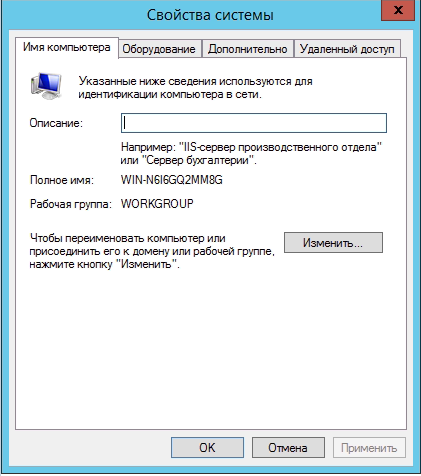 Свойства системы
x
Имя компьютера Оборудование Дополнительно Удаленный доступ
Указанные ниже сведения используются для
идентификации компьютера в сети.
Описание:
Например: "IIS-сервер производственного отдела"
или "Сервер бухгалтерии".
Полное имя: WIN-N6I6GQ2MM8G
Рабочая группа: WORKGROUP
Чтобы переименовать компьютер или
присоединить его к домену или рабочей группе,
нажмите кнопку "Изменить".
Изменить...
OK Отмена Применить